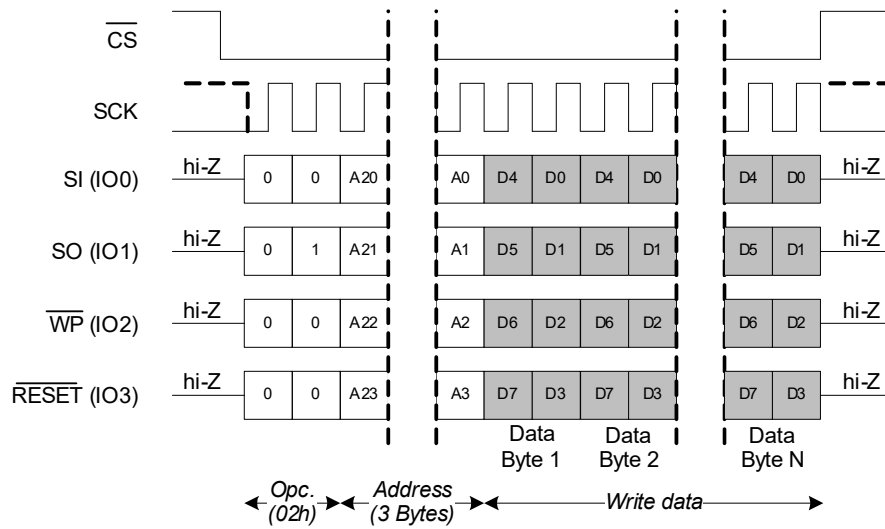 CS
SCK
SI (IO0) hi-Z 0 0 A20 A0 D4 D0 D4 D0 D4 D0 hi-Z
SO (IO1) hi-Z 0 1 A21 A1 D5 D1 D5 D1 D5 D1 hi-Z
WP (IO2) hi-Z 0 0 A22 A2 D6 D2 D6 D2 D6 D2 hi-Z
RESET (IO3) hi-Z 0 0 A23 A3 D7 D3 D7 D3 D7 D3 hi-Z
Data Data Data
Byte 1 Byte 2 Byte N
Opc. Address Write data
(02h) (3 Bytes)